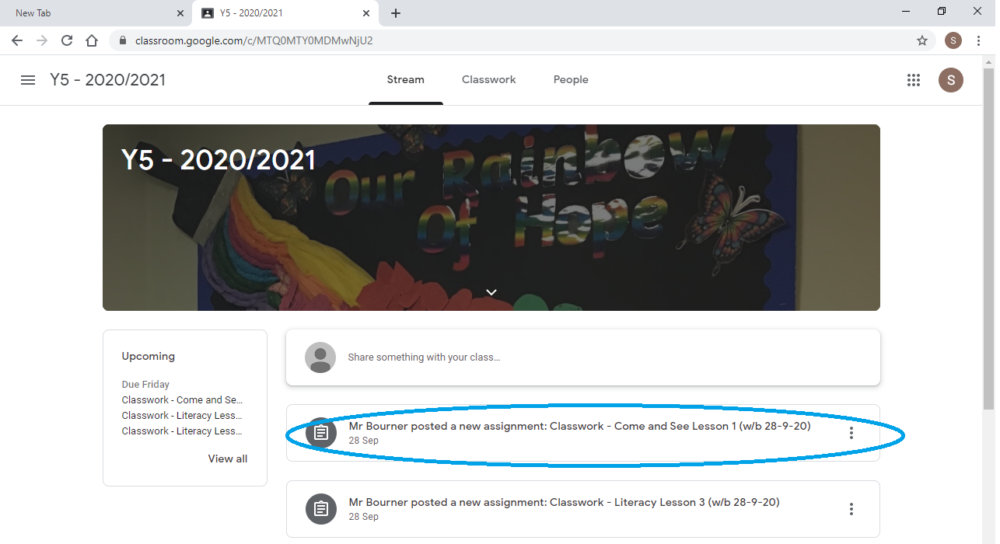 New Tab
Y5 - 2020/2021
classroom.google.com/c/MTQ0MTY0MDMwNjU2
S
Y5 - 2020/2021
Stream
Classwork
People
S
Y5 - 2020/2021
Our Rainbow
Of Hope
Upcoming
Due Friday
Classwork - Come and Se...
Classwork - Literacy Less...
Classwork - Literacy Less...
View all
Share something with your class...
Mr Bourner posted a new assignment: Classwork - Come and See Lesson 1 (w/b 28-9-20)
28 Sep
Mr Bourner posted a new assignment: Classwork - Literacy Lesson 3 (w/b 28-9-20)
28 Sep